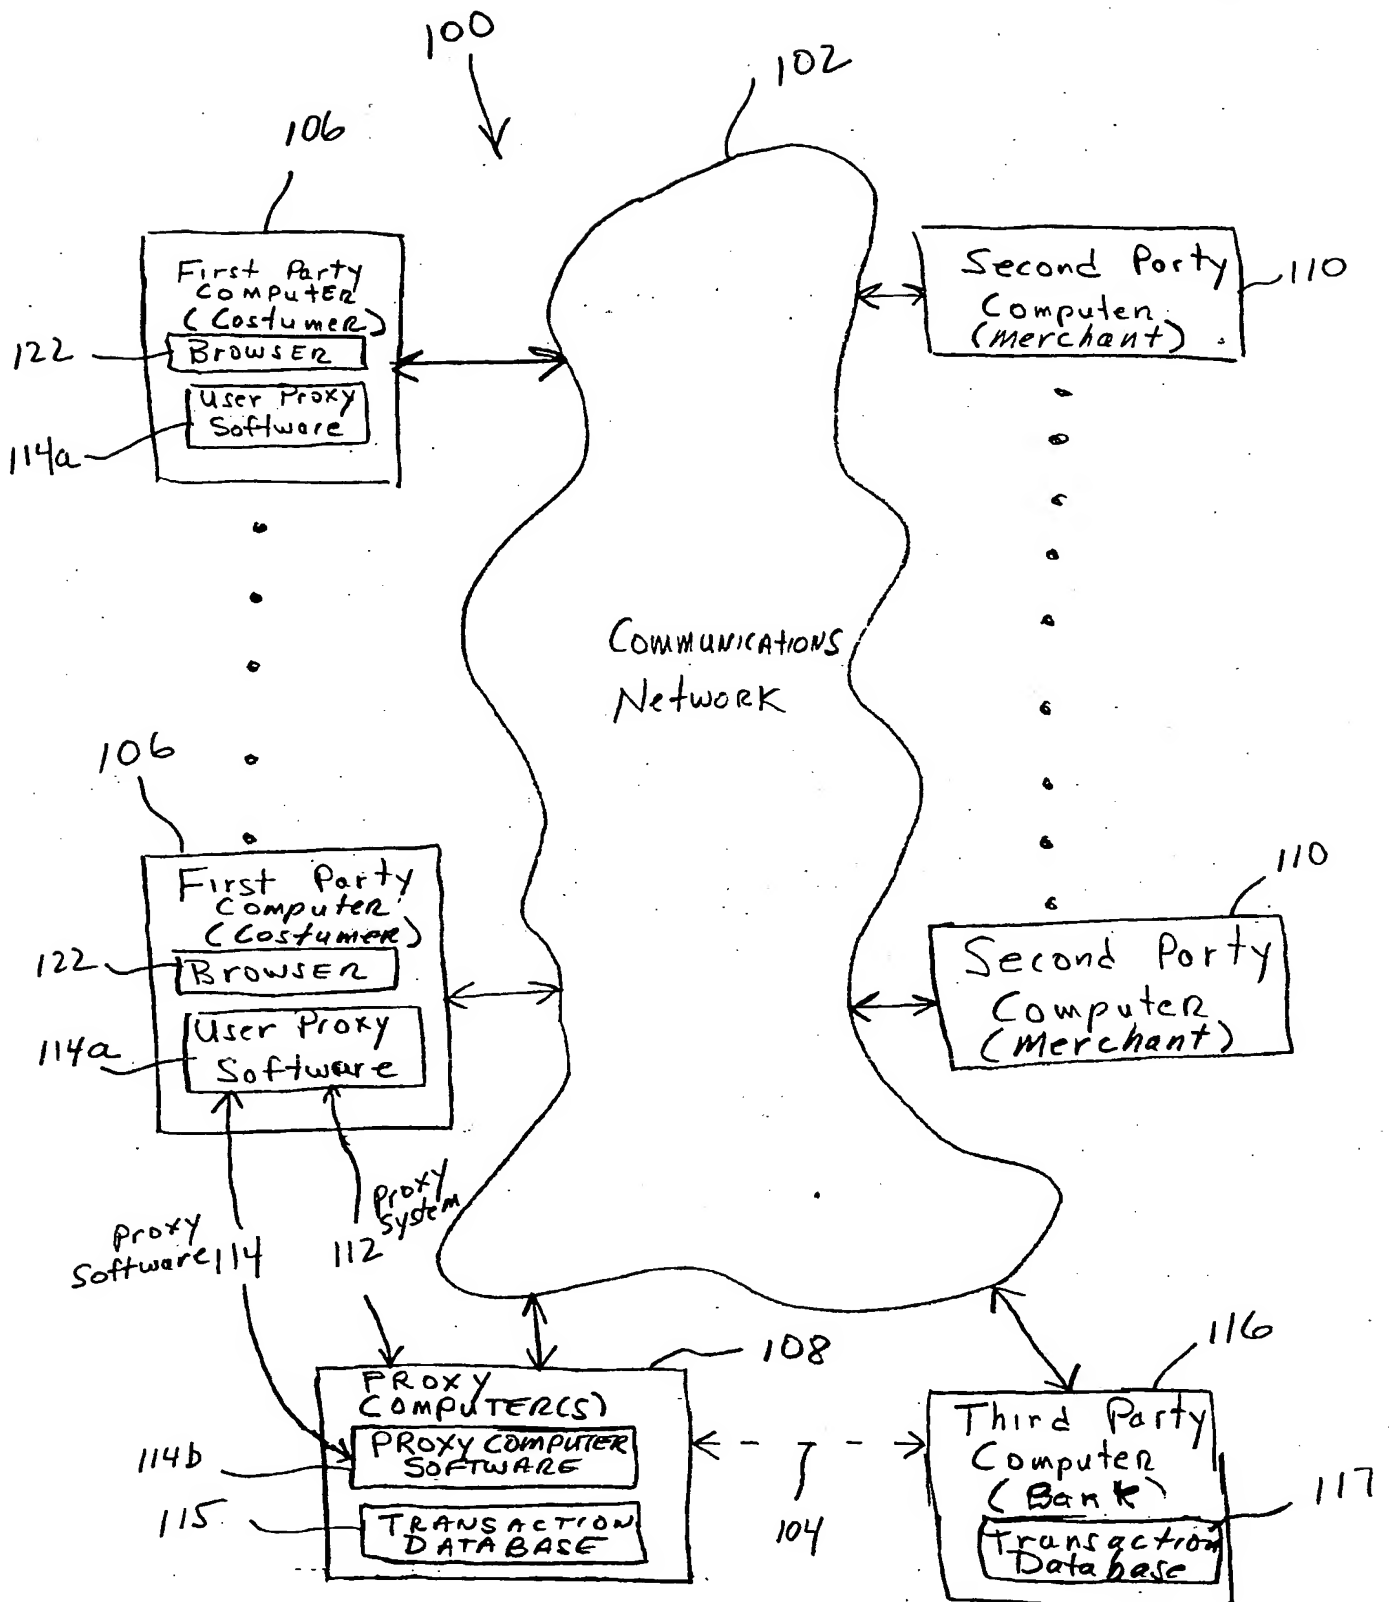 100
102
106
First Party
Computer
(Costumer)
122
Browser
User Proxy
Software
114a
Second Porty
Computer
(merchant)
110
Communications
Network
106
First Party
Computer
(Costumer)
122
Browser
User Proxy
Software
114a
110
Second Porty
Computer
(merchant)
Proxy
Software 114
112
Proxy
System
108
Proxy
Computer(s)
Proxy Computer
Software
114b
Transaction
Database
115
104
116
Third Party
Computer
(Bank)
Transaction
Database
117